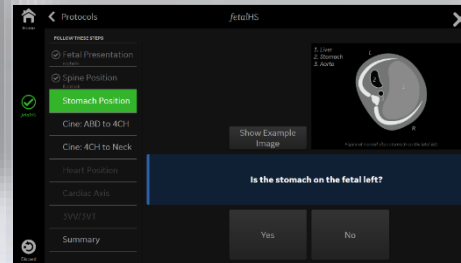 Protocols
fetalHS
FOLLOW THESE STEPS
Fetal Presentation
Spine Position
Stomach Position
Cine: ABD to 4CH
Cine: 4CH to Neck
Heart Position
Cardiac Axis
3VV/3VT
Summary
1. Liver
2. Stomach
3. Aorta
L
2
1
R
Show Example
Image
Is the stomach on the fetal left?
Yes
No